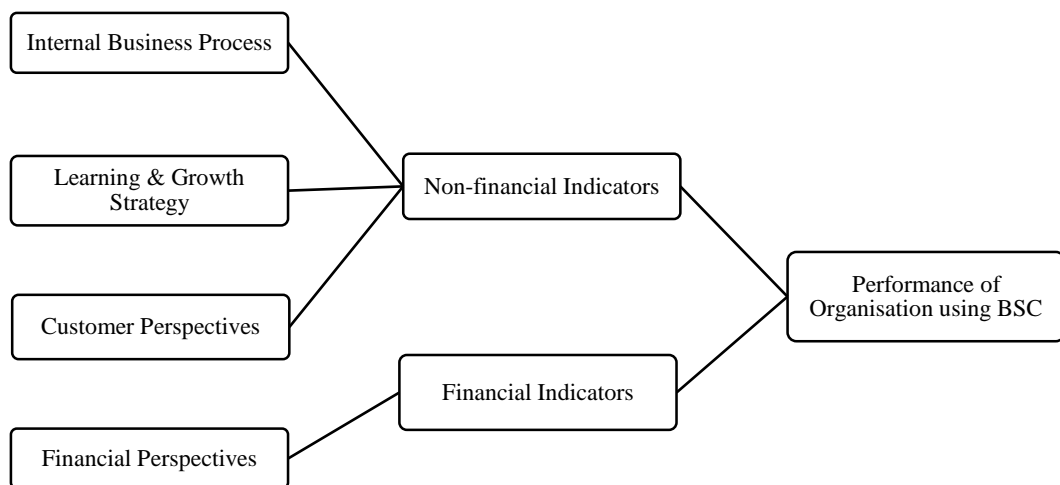 Internal Business Process
Learning & Growth
Strategy
Customer Perspectives
Financial Perspectives
Non-financial Indicators
Financial Indicators
Performance of
Organisation using BSC